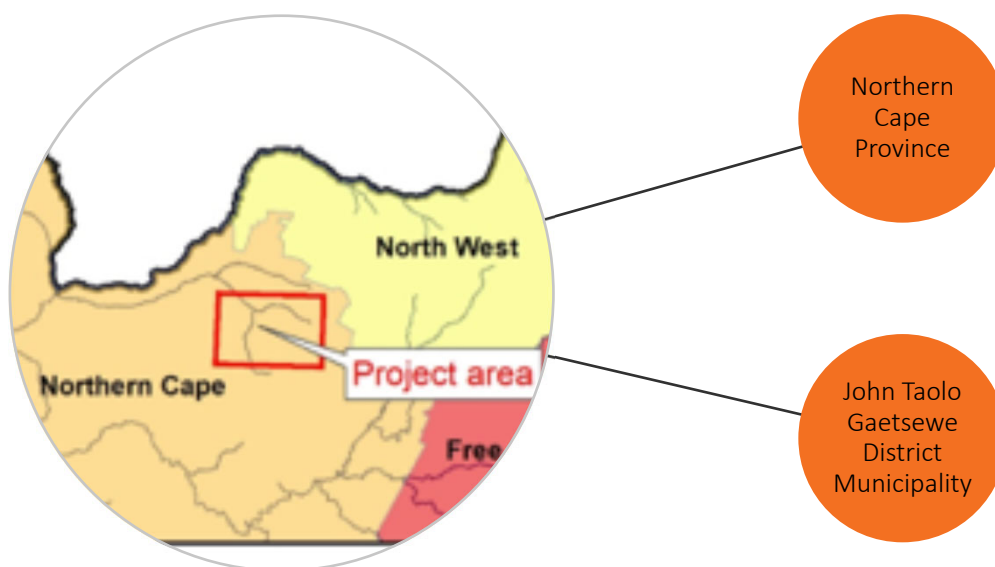 North West
Project area
Northern Cape
Free
Northern
Cape
Province
John Taolo
Gaetsewe
District
Municipality